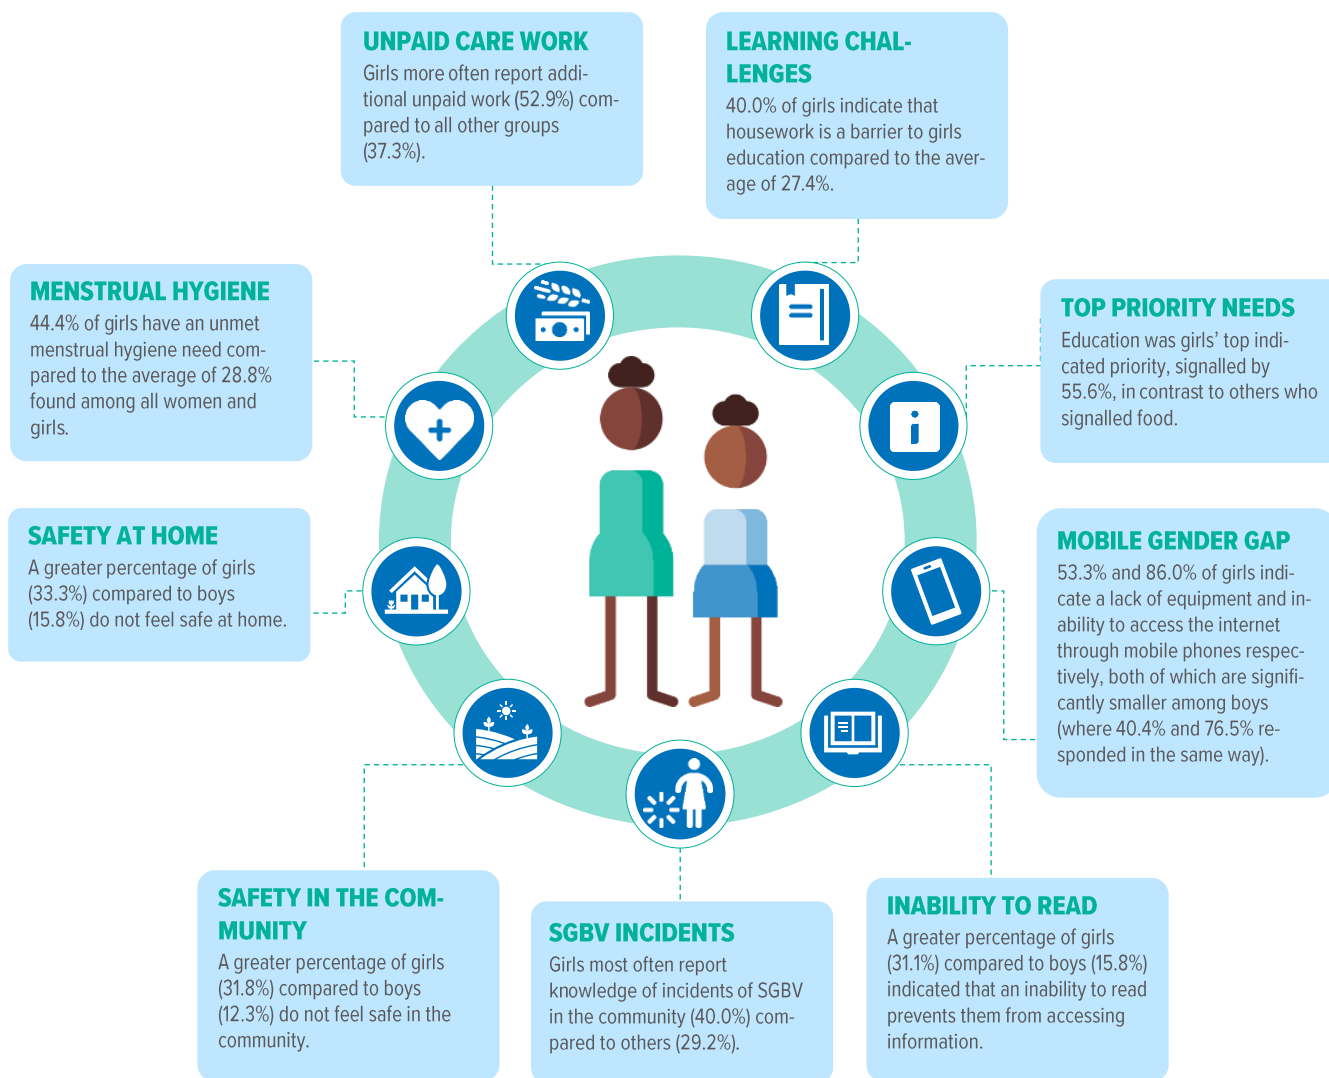 UNPAID CARE WORK
Girls more often report addi-
tional unpaid work (52.9%) com-
pared to all other groups
(37.3%).
LEARNING CHAL-
LENGES
40.0% of girls indicate that
housework is a barrier to girls
education compared to the aver-
age of 27.4%.
MENSTRUAL HYGIENE
44.4% of girls have an unmet
menstrual hygiene need com-
pared to the average of 28.8%
found among all women and
girls.
TOP PRIORITY NEEDS
Education was girls’ top indi-
cated priority, signalled by
55.6%, in contrast to others who
signalled food.
SAFETY AT HOME
A greater percentage of girls
(33.3%) compared to boys
(15.8%) do not feel safe at home.
MOBILE GENDER GAP
53.3% and 86.0% of girls indi-
cate a lack of equipment and in-
ability to access the internet
through mobile phones respec-
tively, both of which are signifi-
cantly smaller among boys
(where 40.4% and 76.5% re-
sponded in the same way).
SAFETY IN THE COM-
MUNITY
A greater percentage of girls
(31.8%) compared to boys
(12.3%) do not feel safe in the
community.
SGBV INCIDENTS
Girls most often report
knowledge of incidents of SGBV
in the community (40.0%) com-
pared to others (29.2%).
INABILITY TO READ
A greater percentage of girls
(31.1%) compared to boys (15.8%)
indicated that an inability to read
prevents them from accessing
information.